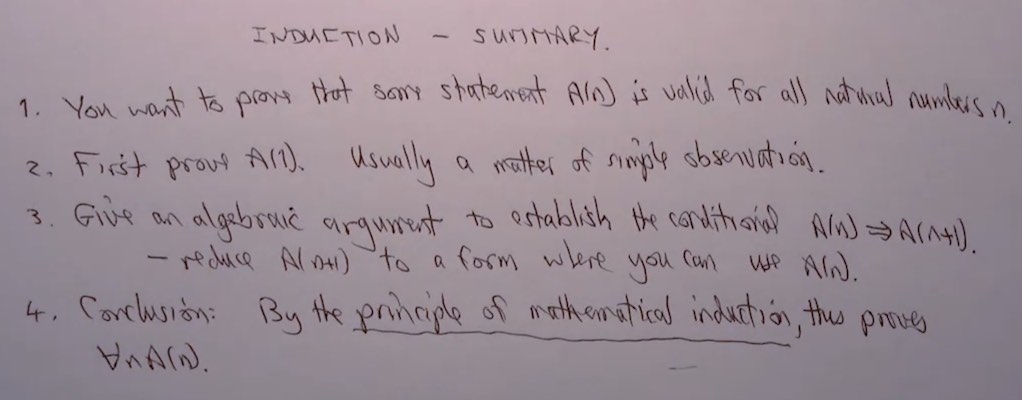 INDUCTION - SUMMARY.
1. You want to prove that some statement A(n) is valid for all natural numbers n.
2. First prove A(1). Usually a matter of simple observation.
3. Give an algebraic argument to establish the conditional A(n) ⇒ A(n+1).
- reduce A(n+1) to a form where you can use A(n).
4. Conclusion: By the principle of mathematical induction, this proves
∀n A(n).